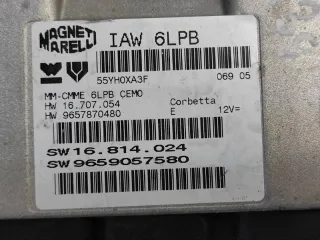 MAGNETI MARELLI IAW 6LPB
55YH0XA3F 069 05
MM-CMME 6LPB CEMO
HW 16.707.054 Corbetta
HW 9657870480 E 12V=
SW16.814.024
SW9659057580